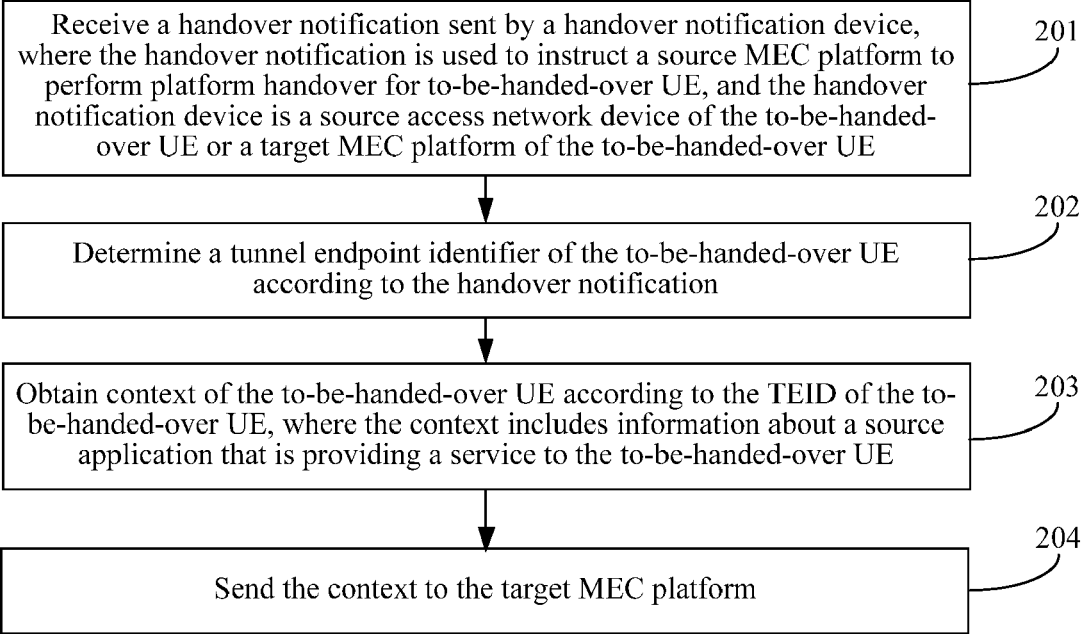 Receive a handover notification sent by a handover notification device,
where the handover notification is used to instruct a source MEC platform to
perform platform handover for to-be-handed-over UE, and the handover
notification device is a source access network device of the to-be-handed-
over UE or a target MEC platform of the to-be-handed-over UE
201
Determine a tunnel endpoint identifier of the to-be-handed-over UE
according to the handover notification
202
Obtain context of the to-be-handed-over UE according to the TEID of the to-
be-handed-over UE, where the context includes information about a source
application that is providing a service to the to-be-handed-over UE
203
Send the context to the target MEC platform
204